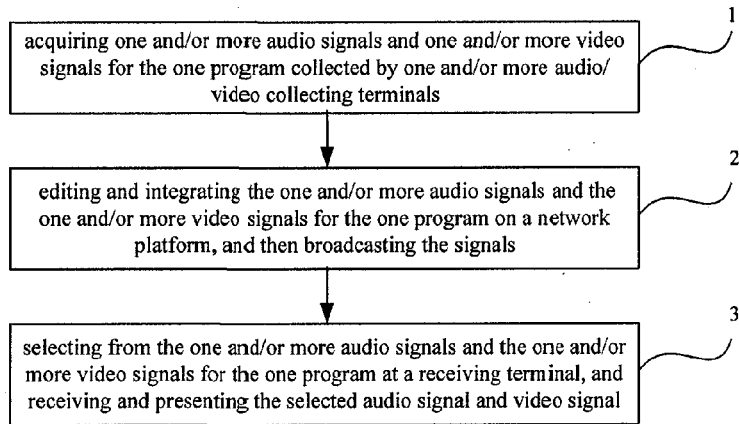 1
acquiring one and/or more audio signals and one and/or more video
signals for the one program collected by one and/or more audio/
video collecting terminals
2
editing and integrating the one and/or more audio signals and the
one and/or more video signals for the one program on a network
platform, and then broadcasting the signals
3
selecting from the one and/or more audio signals and the one and/or
more video signals for the one program at a receiving terminal, and
receiving and presenting the selected audio signal and video signal